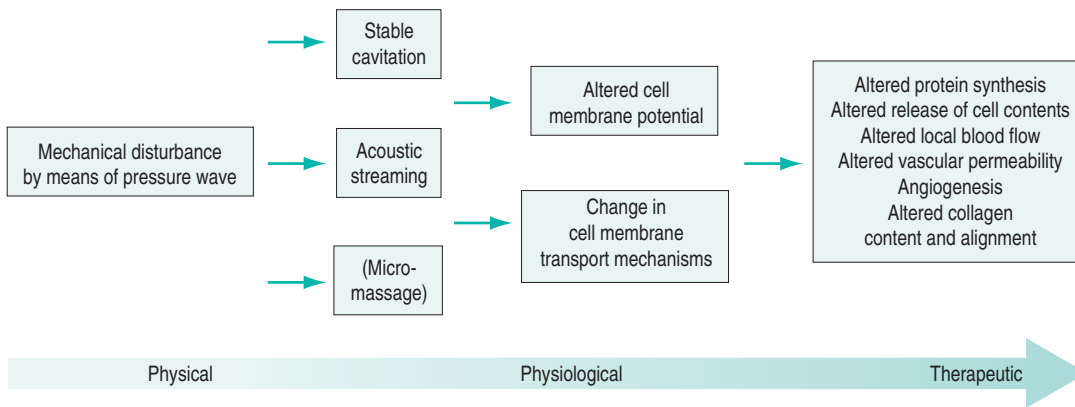 Mechanical disturbance
by means of pressure wave
Stable
cavitation
Acoustic
streaming
(Micro-
massage)
Altered cell
membrane potential
Change in
cell membrane
transport mechanisms
Altered protein synthesis
Altered release of cell contents
Altered local blood flow
Altered vascular permeability
Angiogenesis
Altered collagen
content and alignment
Physical
Physiological
Therapeutic